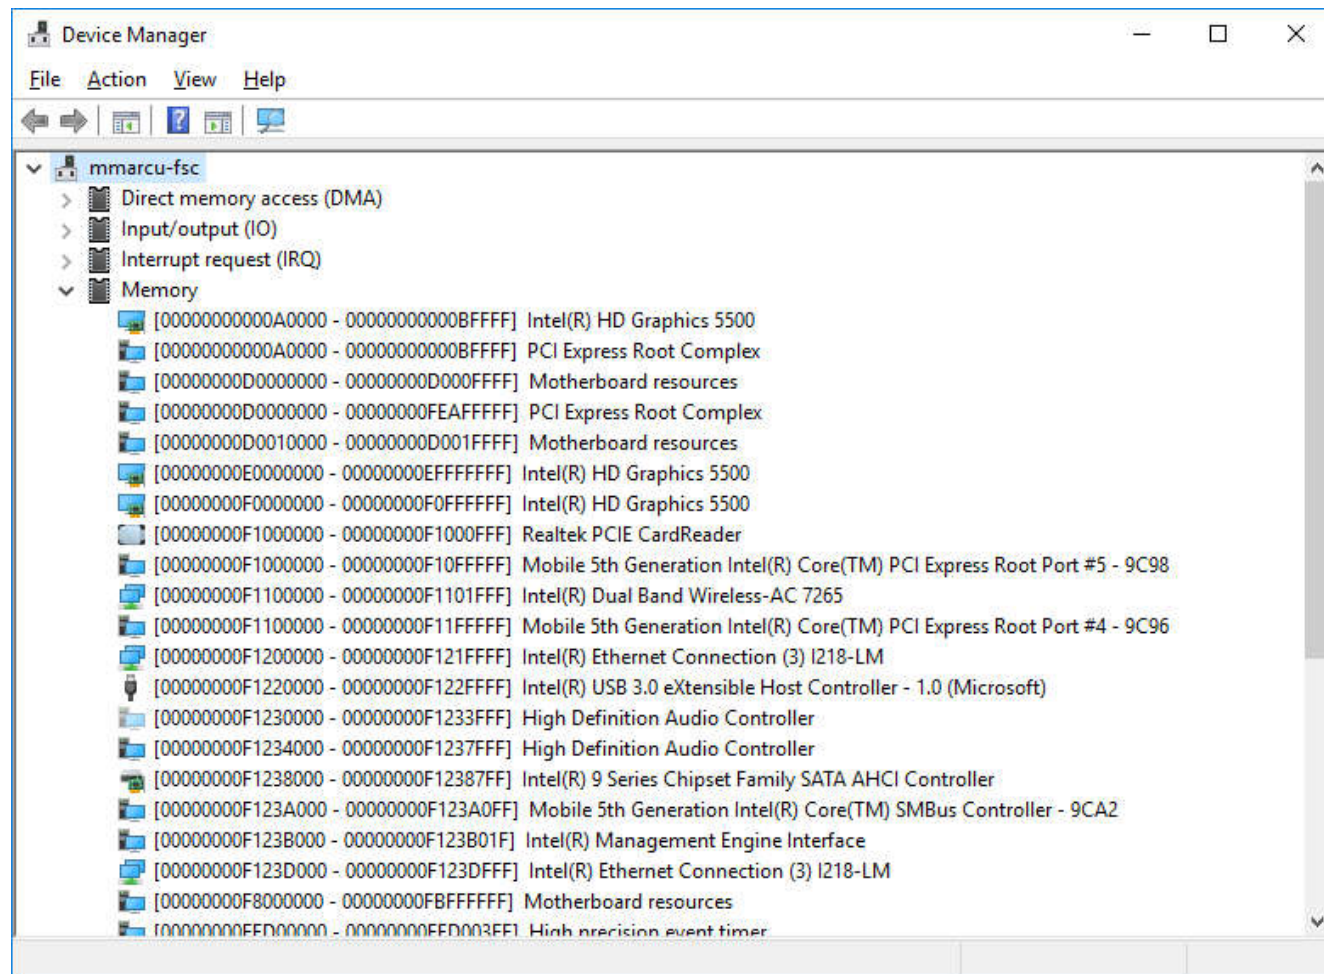 Device Manager
File Action View Help
mmarcu-fsc
Direct memory access (DMA)
Input/output (IO)
Interrupt request (IRQ)
Memory
[00000000000A0000 - 00000000000BFFFF] Intel(R) HD Graphics 5500
[00000000000A0000 - 00000000000BFFFF] PCI Express Root Complex
[00000000D0000000 - 00000000D000FFFF] Motherboard resources
[00000000D0000000 - 00000000FEAFFFFF] PCI Express Root Complex
[00000000D0010000 - 00000000D001FFFF] Motherboard resources
[00000000E0000000 - 00000000EFFFFFFF] Intel(R) HD Graphics 5500
[00000000F0000000 - 00000000F0FFFFFF] Intel(R) HD Graphics 5500
[00000000F1000000 - 00000000F1000FFF] Realtek PCIE CardReader
[00000000F1000000 - 00000000F10FFFFF] Mobile 5th Generation Intel(R) Core(TM) PCI Express Root Port #5 - 9C98
[00000000F1100000 - 00000000F1101FFF] Intel(R) Dual Band Wireless-AC 7265
[00000000F1100000 - 00000000F11FFFFF] Mobile 5th Generation Intel(R) Core(TM) PCI Express Root Port #4 - 9C96
[00000000F1200000 - 00000000F121FFFF] Intel(R) Ethernet Connection (3) I218-LM
[00000000F1220000 - 00000000F122FFFF] Intel(R) USB 3.0 eXtensible Host Controller - 1.0 (Microsoft)
[00000000F1230000 - 00000000F1233FFF] High Definition Audio Controller
[00000000F1234000 - 00000000F1237FFF] High Definition Audio Controller
[00000000F1238000 - 00000000F12387FF] Intel(R) 9 Series Chipset Family SATA AHCI Controller
[00000000F123A000 - 00000000F123A0FF] Mobile 5th Generation Intel(R) Core(TM) SMBus Controller - 9CA2
[00000000F123B000 - 00000000F123B01F] Intel(R) Management Engine Interface
[00000000F123D000 - 00000000F123DFFF] Intel(R) Ethernet Connection (3) I218-LM
[00000000F8000000 - 00000000FBFFFFFF] Motherboard resources
[00000000FED00000 - 00000000FED003FF] High precision event timer